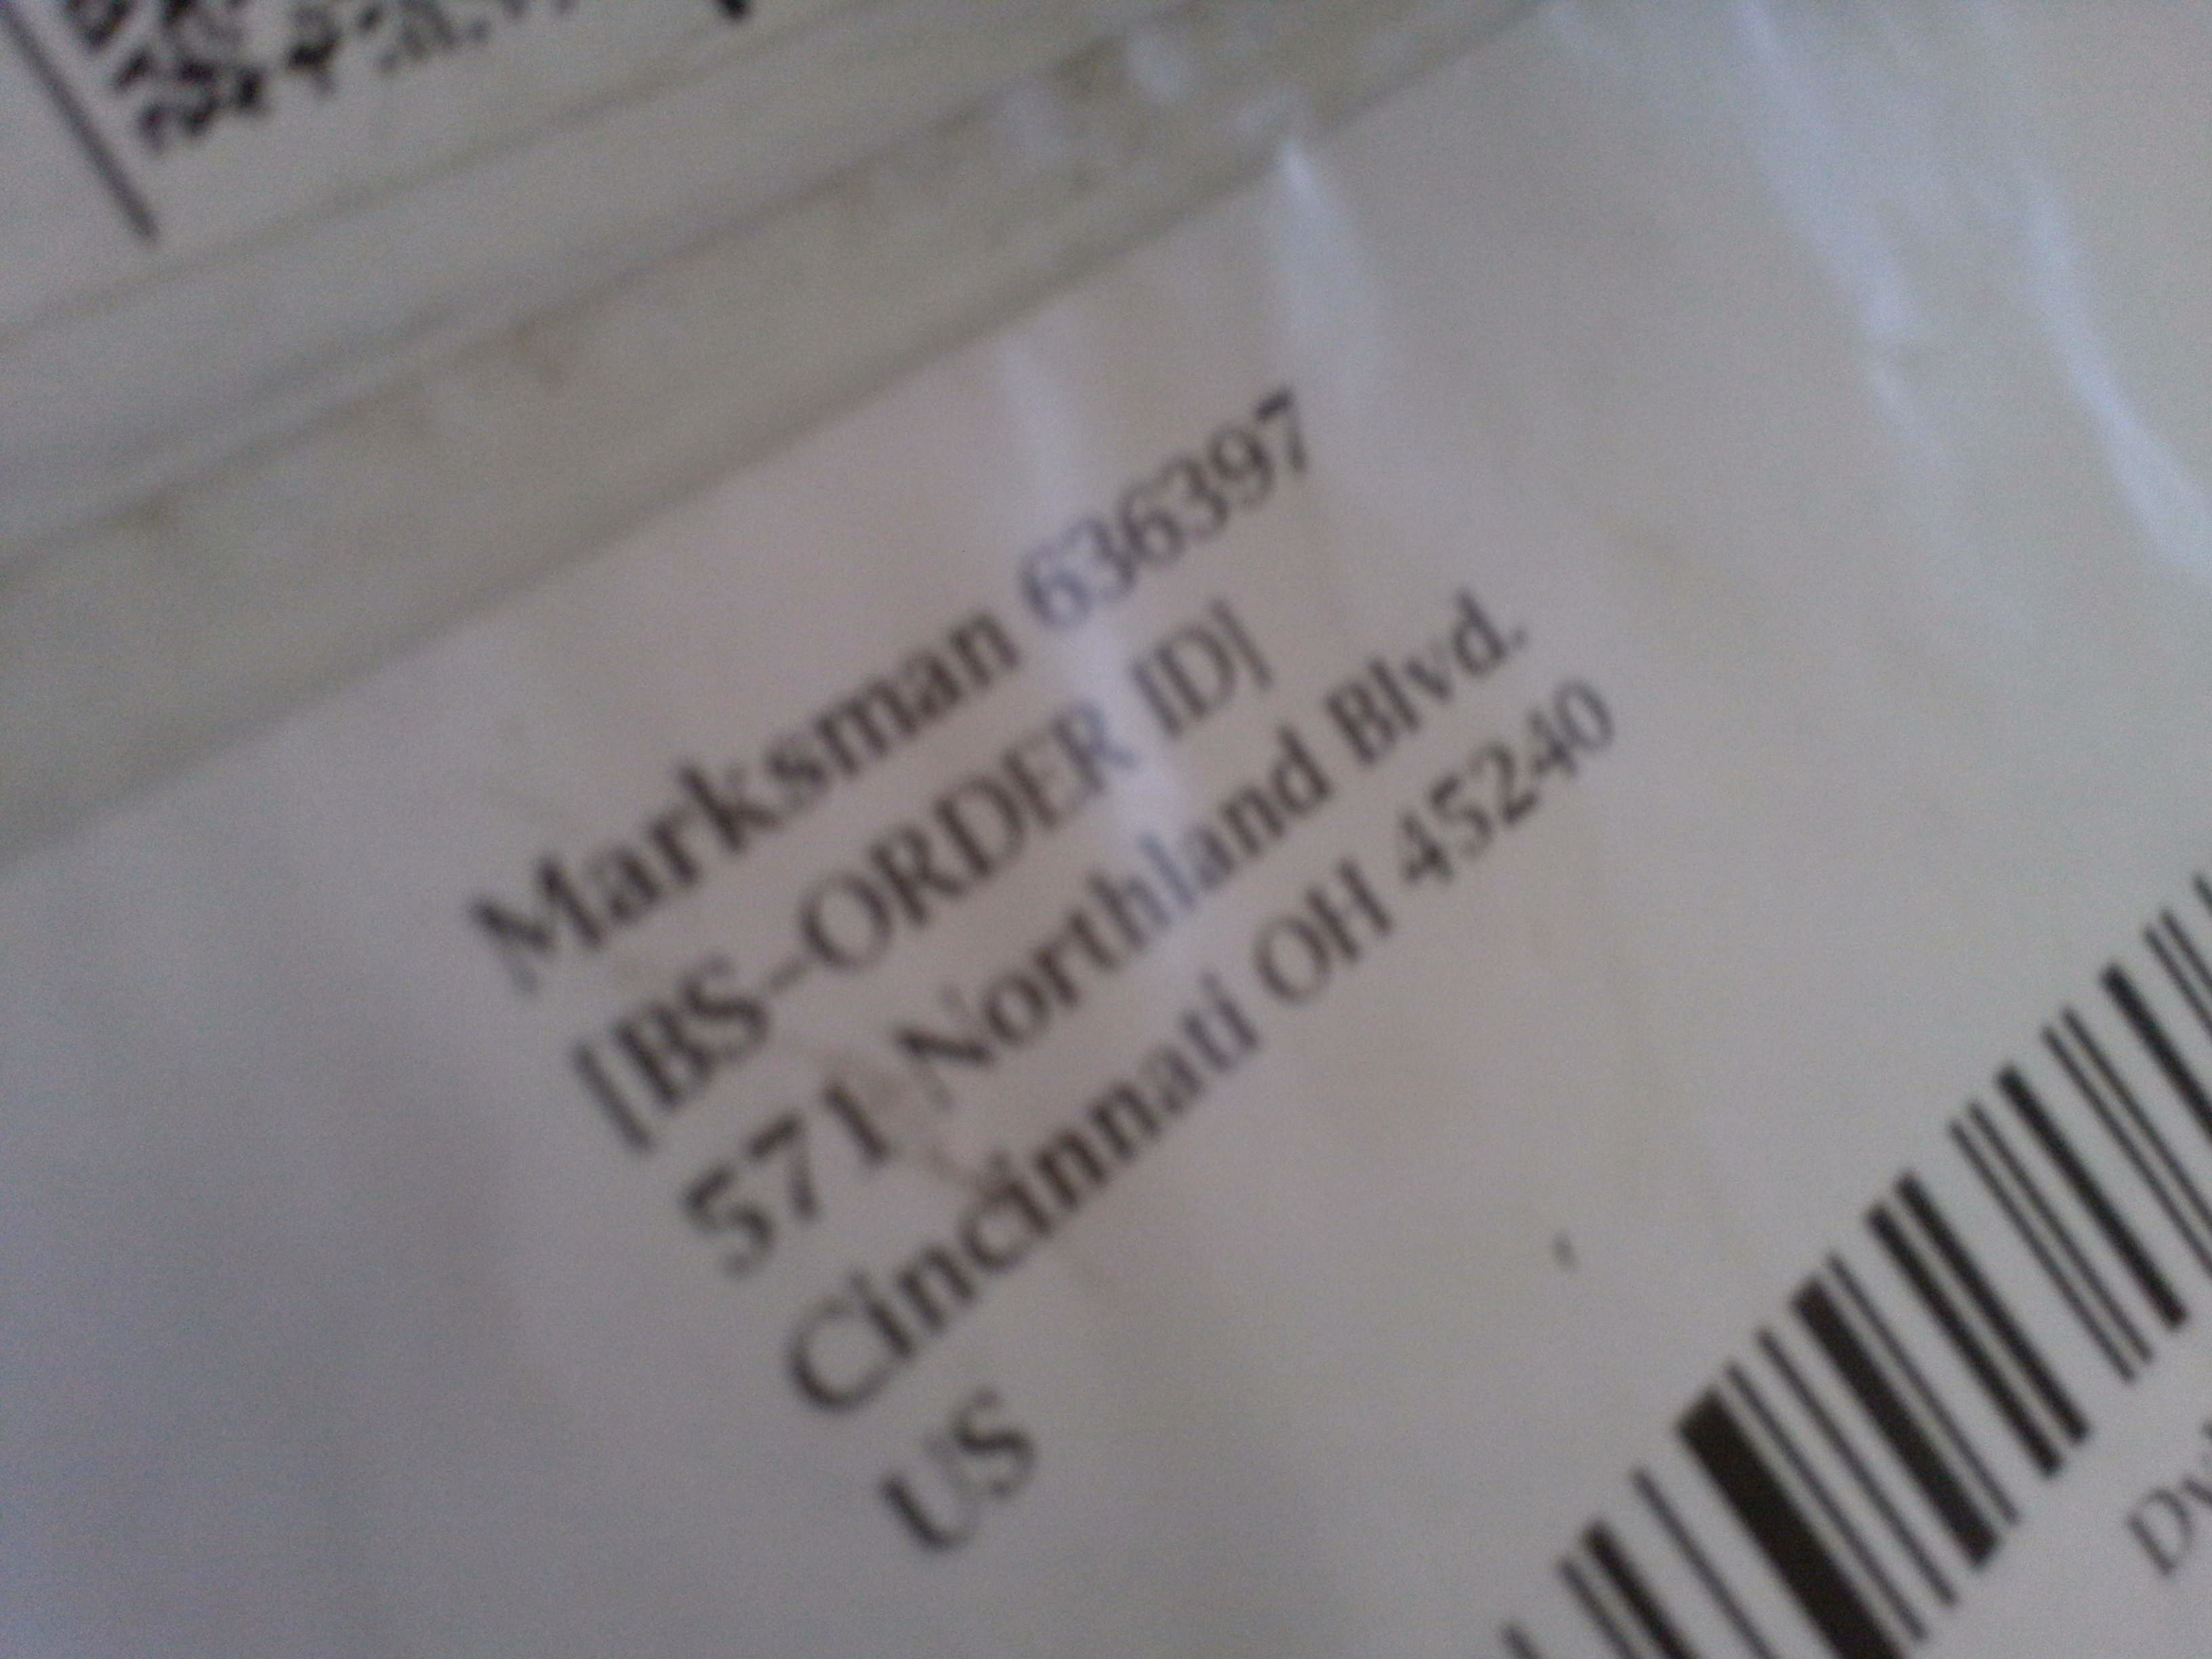 Marksman 636397
[BS-ORDER ID]
571 Northland Blvd.
Cincinnati OH 45240
US